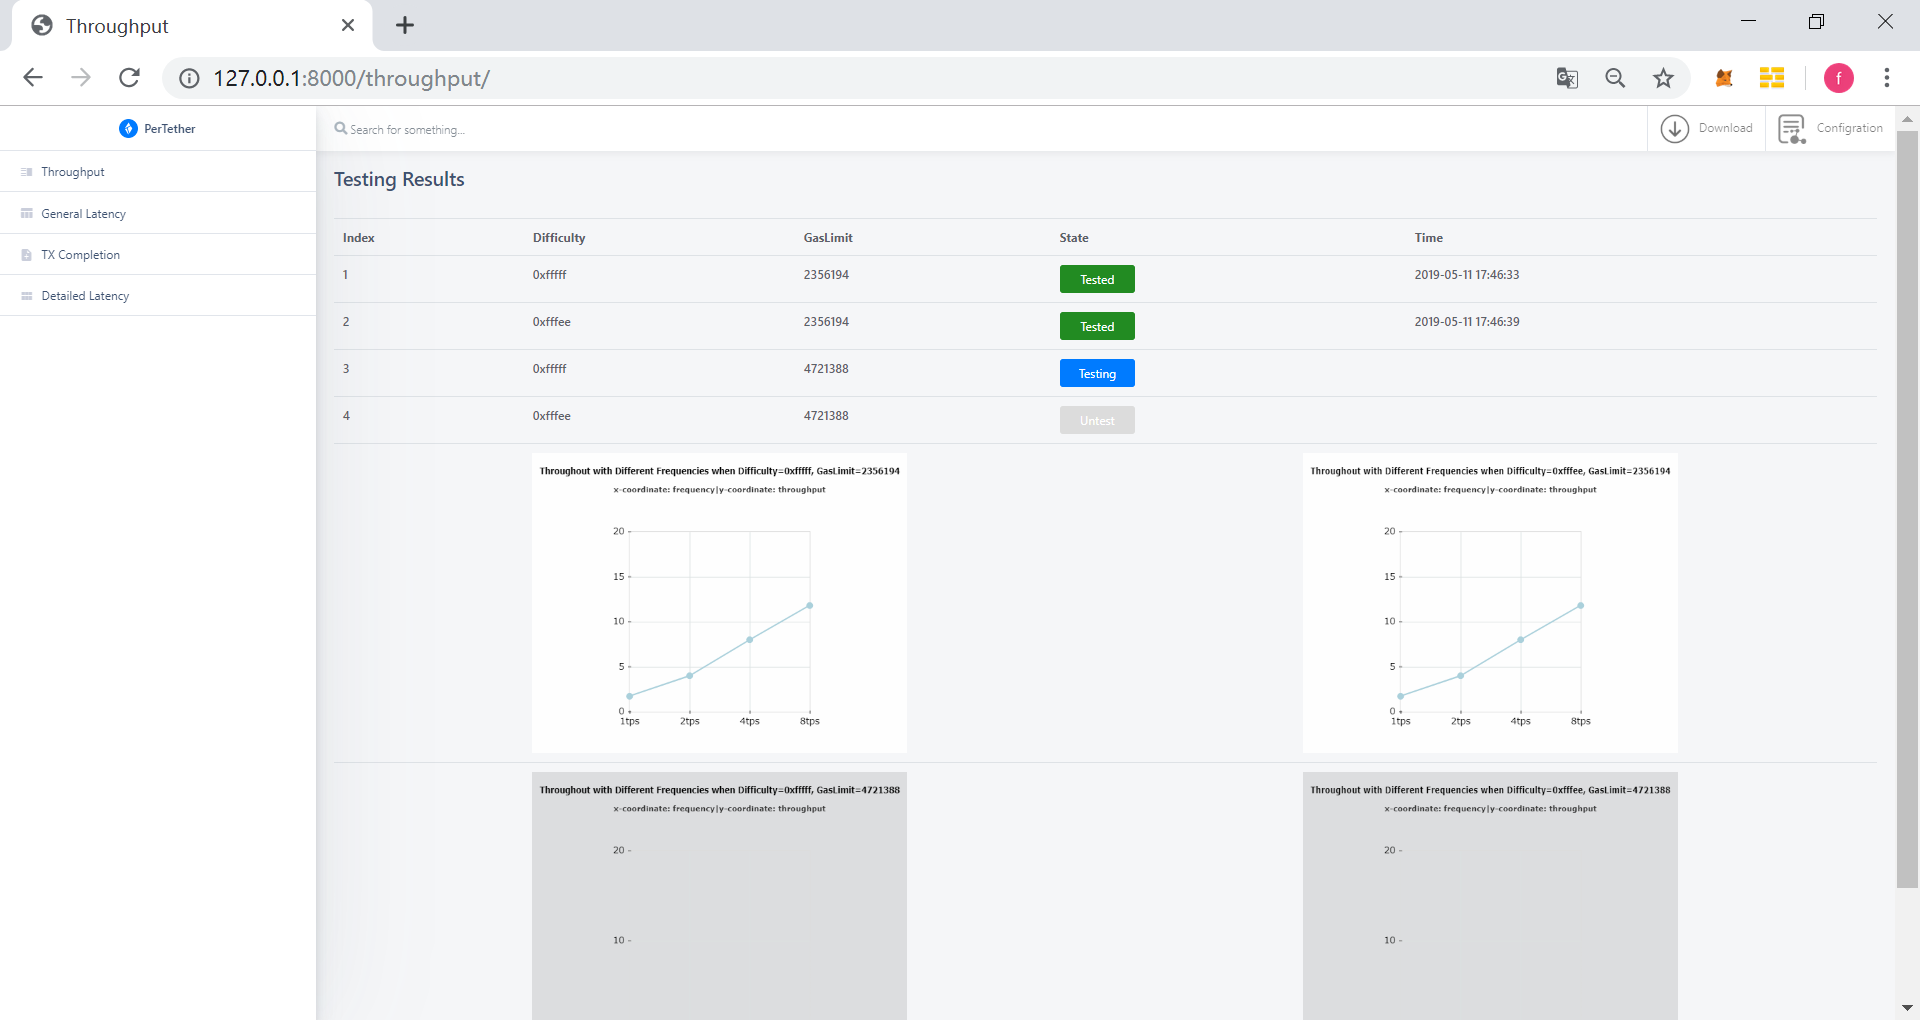 Throughput
127.0.0.1:8000/throughput/
f
PerTether
Search for something...
Download
Configration
Throughput
General Latency
TX Completion
Detailed Latency
Testing Results
Index Difficulty GasLimit State Time
1 0xfffff 2356194 Tested 2019-05-11 17:46:33
2 0xfffee 2356194 Tested 2019-05-11 17:46:39
3 0xfffff 4721388 Testing
4 0xfffee 4721388 Untest
Throughout with Different Frequencies when Difficulty=0xfffff, GasLimit=2356194
x-coordinate: frequency|y-coordinate: throughput
20
15
10
5
0
1tps 2tps 4tps 8tps
Throughout with Different Frequencies when Difficulty=0xfffee, GasLimit=2356194
x-coordinate: frequency|y-coordinate: throughput
20
15
10
5
0
1tps 2tps 4tps 8tps
Throughout with Different Frequencies when Difficulty=0xfffff, GasLimit=4721388
x-coordinate: frequency|y-coordinate: throughput
20
10
Throughout with Different Frequencies when Difficulty=0xfffee, GasLimit=4721388
x-coordinate: frequency|y-coordinate: throughput
20
10